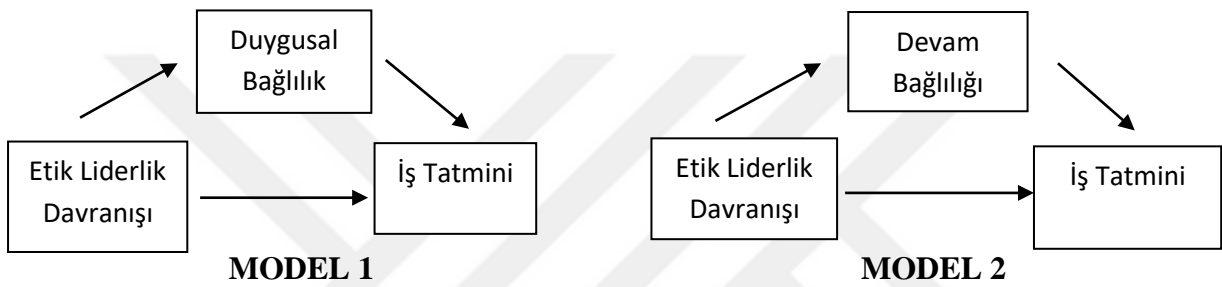 Duygusal
Bağlılık
Etik Liderlik
Davranışı
İş Tatmini
MODEL 1
Devam
Bağlılığı
Etik Liderlik
Davranışı
İş Tatmini
MODEL 2